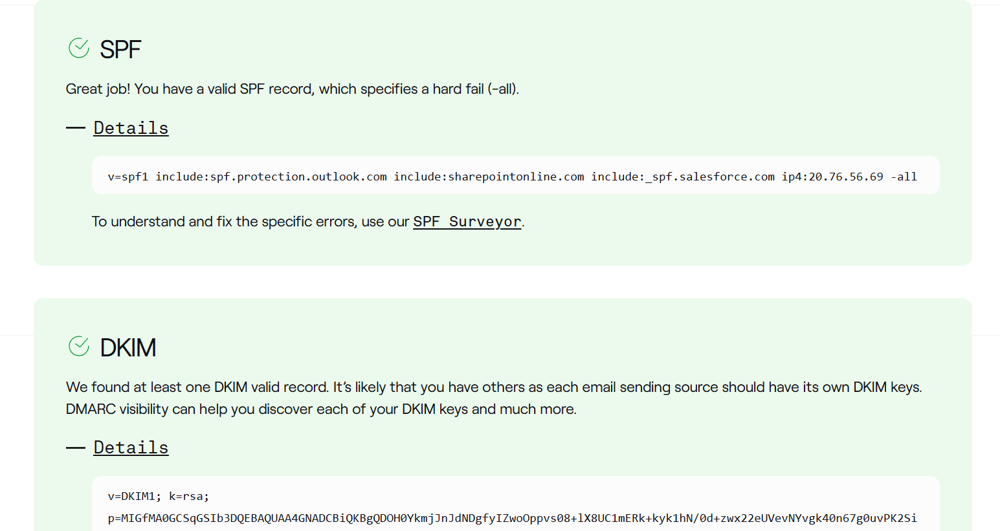 SPF
Great job! You have a valid SPF record, which specifies a hard fail (-all).
— Details
v=spf1 include:spf.protection.outlook.com include:sharepointonline.com include:_spf.salesforce.com ip4:20.76.56.69 -all
To understand and fix the specific errors, use our SPF Surveyor.
DKIM
We found at least one DKIM valid record. It’s likely that you have others as each email sending source should have its own DKIM keys.
DMARC visibility can help you discover each of your DKIM keys and much more.
— Details
v=DKIM1; k=rsa;
p=MIGfMA0GCSqGSIb3DQEBAQUAA4GNADCBiQKBgQDOH0YkmjJnJdNDgfyIZwoOppvs08+lX8UC1mERk+kyk1hN/0d+zwx22eUVevNYvgk40n67g0uvPK2Si